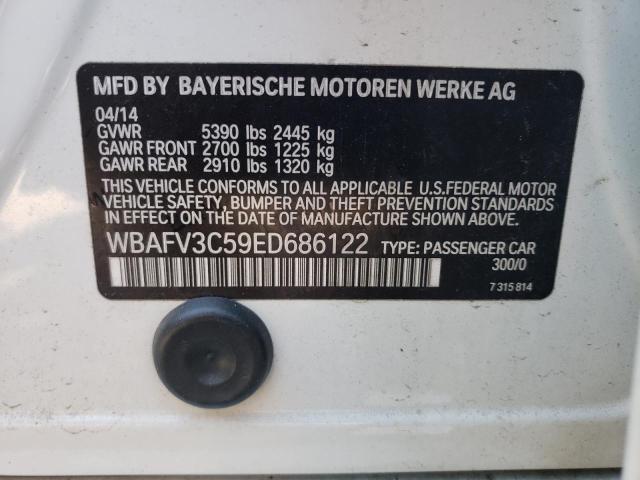 MFD BY BAYERISCHE MOTOREN WERKE AG
04/14
GVWR 5390 lbs 2445 kg
GAWR FRONT 2700 lbs 1225 kg
GAWR REAR 2910 lbs 1320 kg
THIS VEHICLE CONFORMS TO ALL APPLICABLE U.S.FEDERAL MOTOR
VEHICLE SAFETY, BUMPER AND THEFT PREVENTION STANDARDS
IN EFFECT ON THE DATE OF MANUFACTURE SHOWN ABOVE.
WBAFV3C59ED686122 TYPE: PASSENGER CAR
300/0
7 315 814